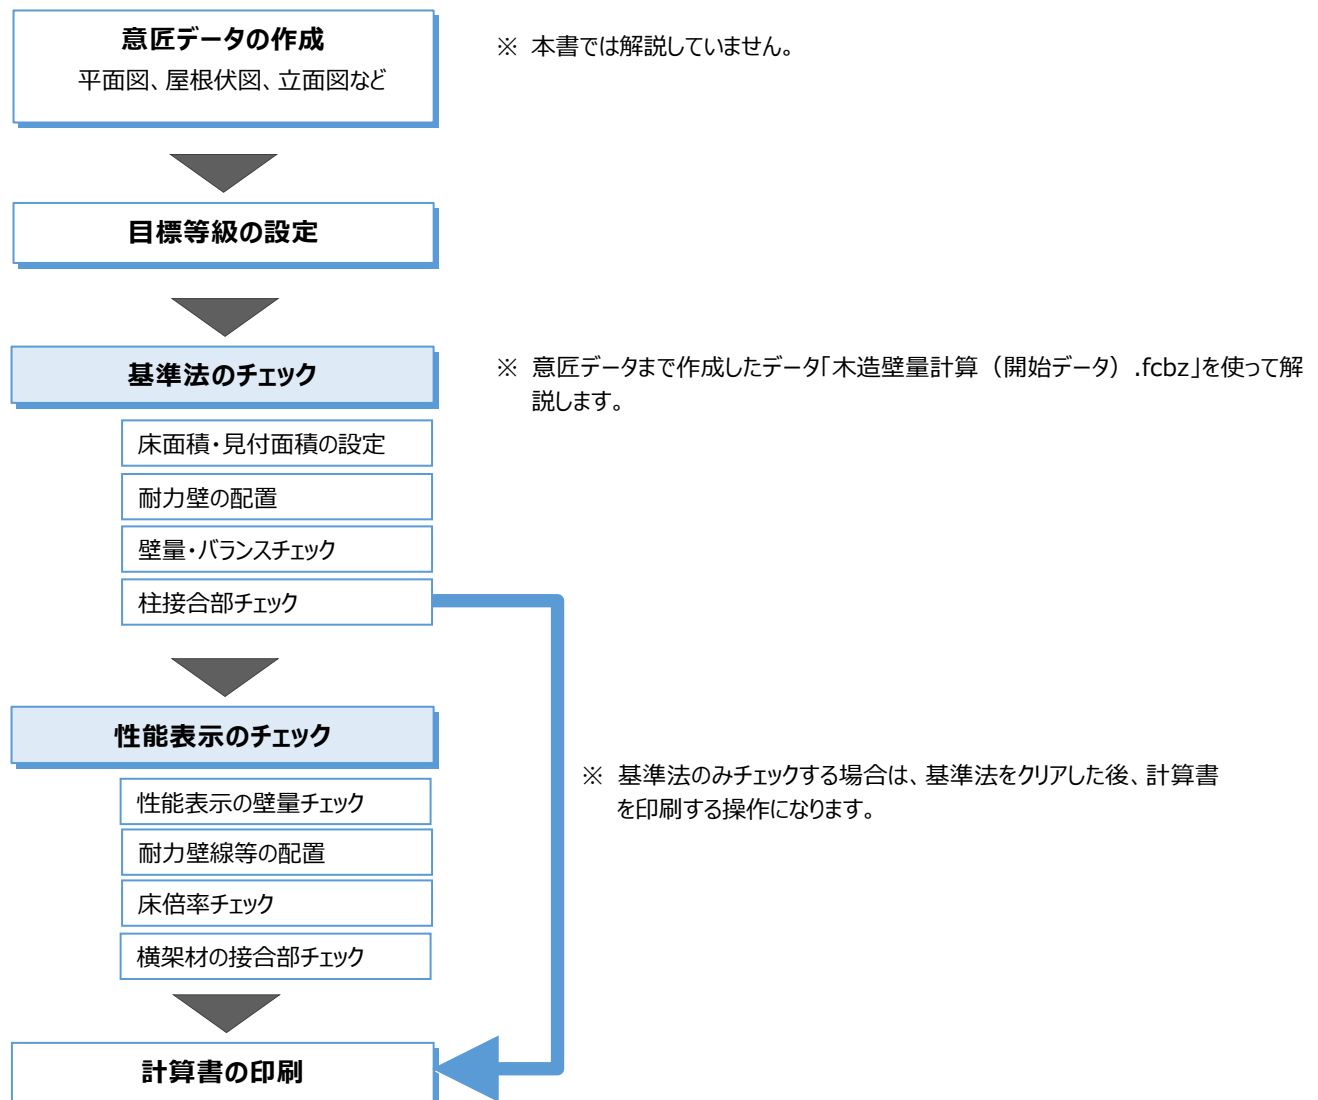 意匠データの作成
平面図、屋根伏図、立面図など
※ 本書では解説していません。
目標等級の設定
基準法のチェック
※ 意匠データまで作成したデータ「木造壁量計算（開始データ）.fcbz」を使って解
説します。
床面積・見付面積の設定
耐力壁の配置
壁量・バランスチェック
柱接合部チェック
性能表示のチェック
※ 基準法のみチェックする場合は、基準法をクリアした後、計算書
を印刷する操作になります。
性能表示の壁量チェック
耐力壁線等の配置
床倍率チェック
横架材の接合部チェック
計算書の印刷